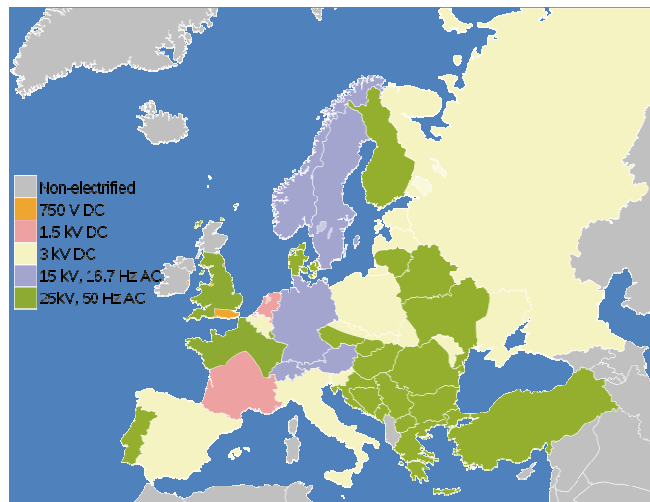 Non-electrified
750 V DC
1.5 kV DC
3 kV DC
15 kV, 16.7 Hz AC
25kV, 50 Hz AC